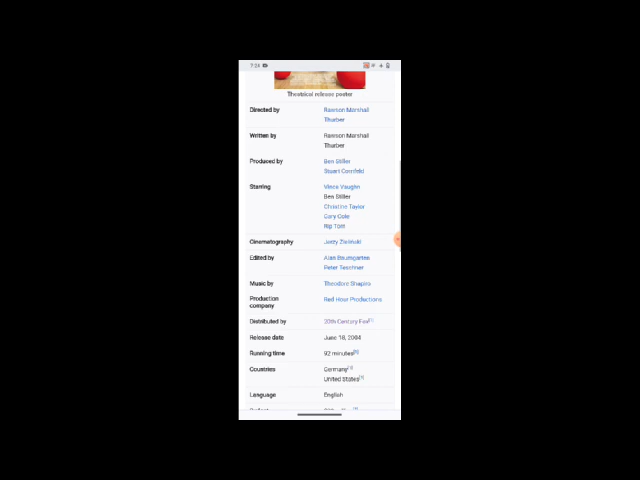 7:24
Theatrical release poster
Directed by Rawson Marshall
Thurber
Written by Rawson Marshall
Thurber
Produced by Ben Stiller
Stuart Cornfeld
Starring Vince Vaughn
Ben Stiller
Christine Taylor
Gary Cole
Rip Torn
Cinematography Jerzy Zieliński
Edited by Alan Baumgarten
Peter Teschner
Music by Theodore Shapiro
Production Red Hour Productions
company
Distributed by 20th Century Fox[1]
Release date June 18, 2004
Running time 92 minutes
Countries Germany
United States
Language English